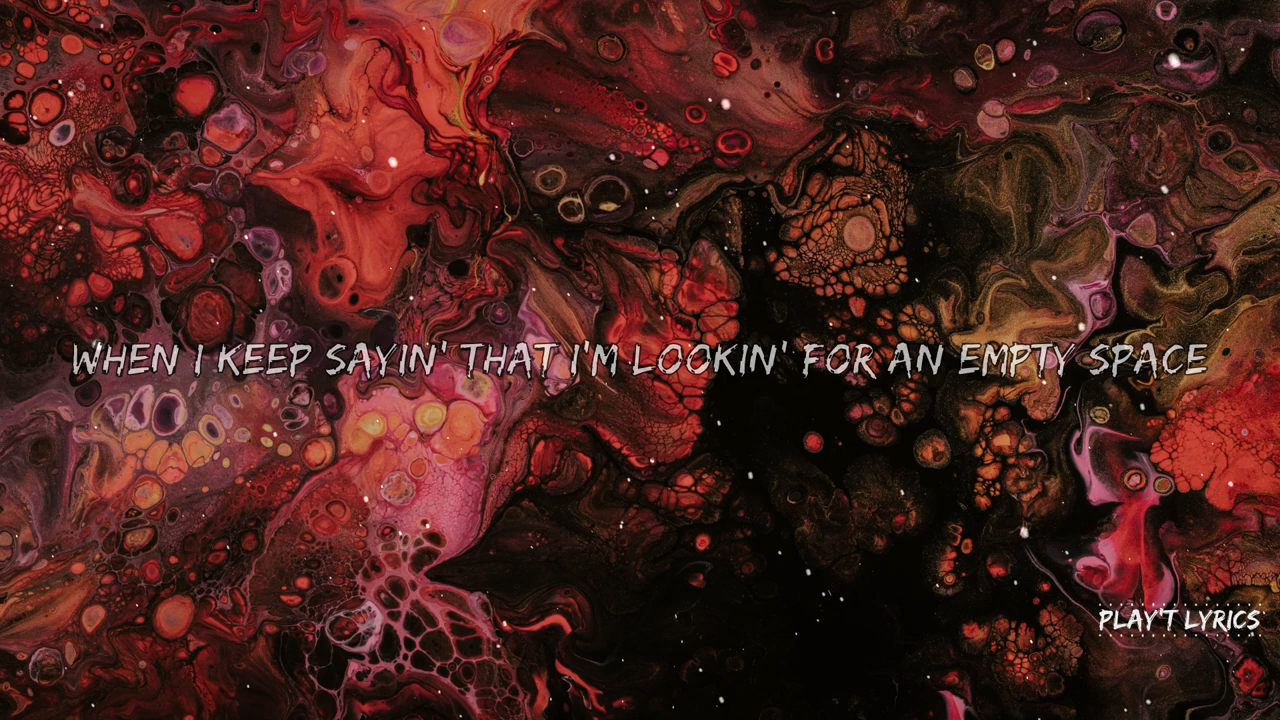 WHEN I KEEP SAYIN' THAT I'M LOOKIN' FOR AN EMPTY SPACE
PLAY'T LYRICS